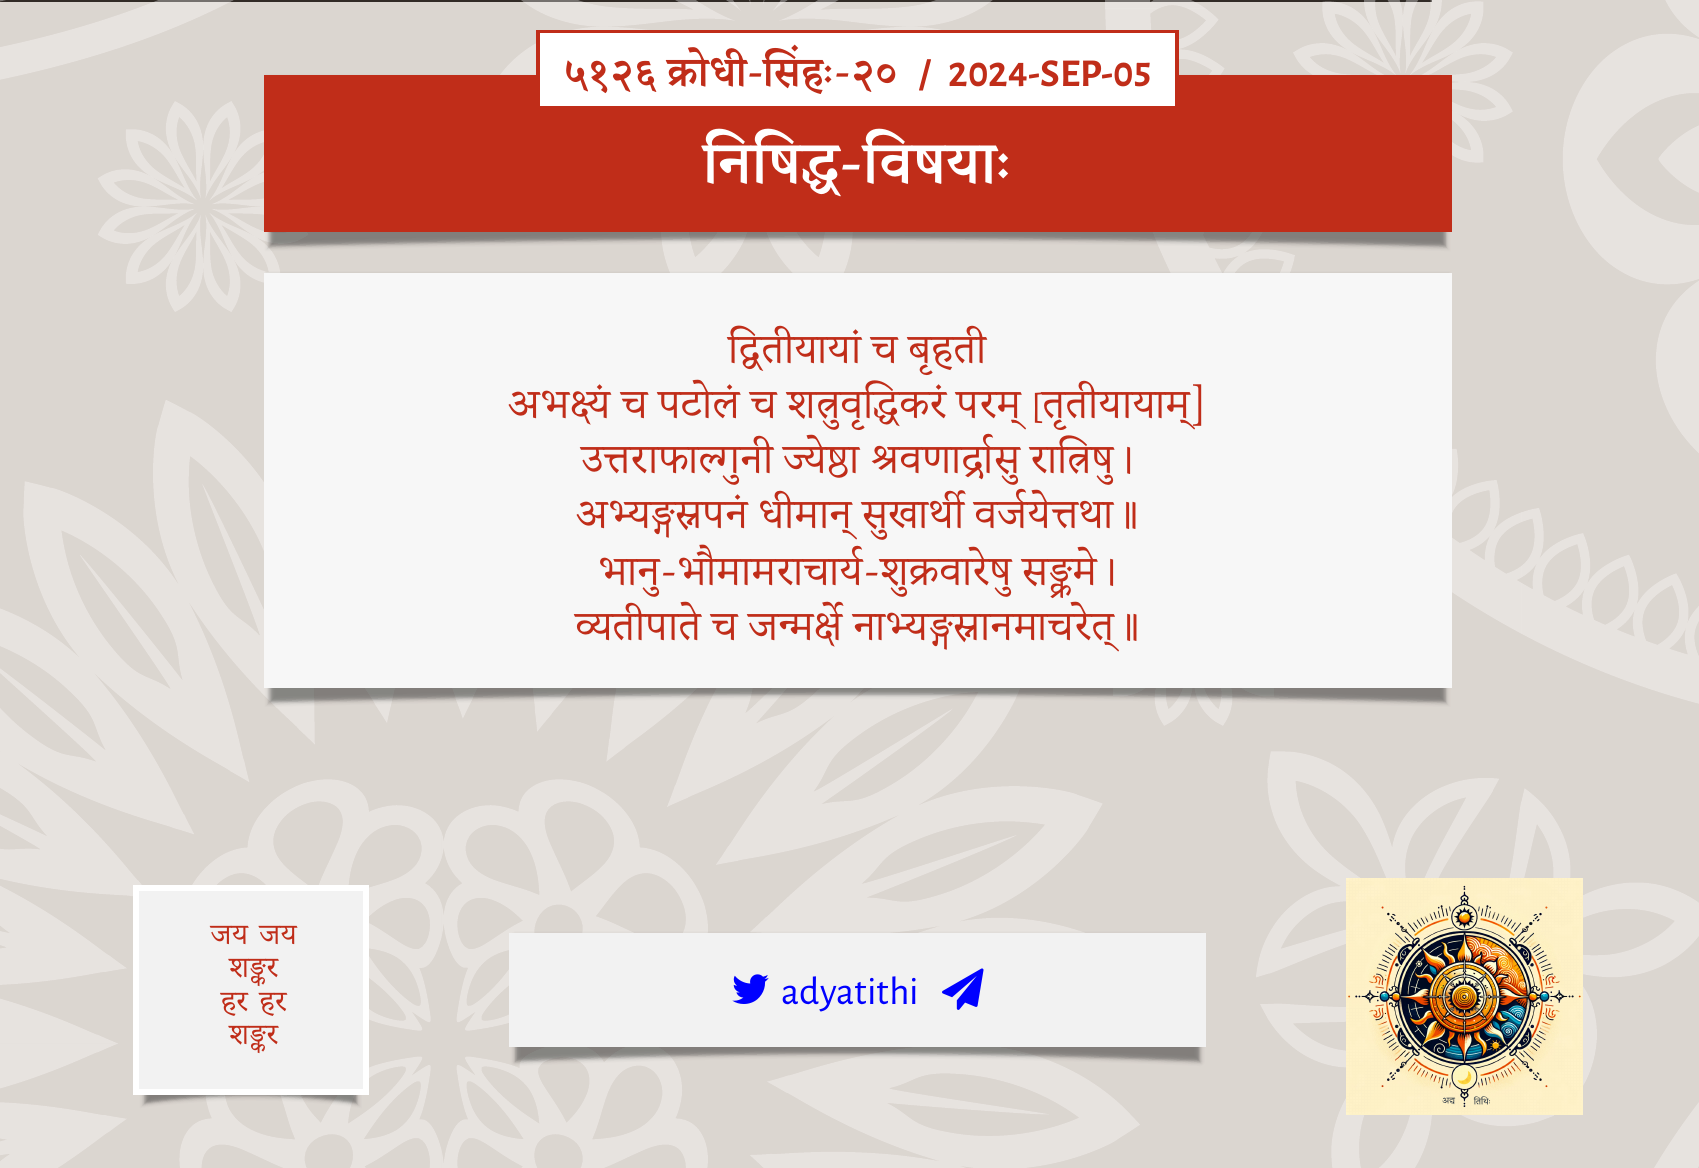 ५१२६ क्रोधी-सिंहः-२० / 2024-SEP-05
निषिद्ध-विषयाः
द्वितीयायां च बृहती
अभक्ष्यं च पटोलं च शत्रुवृद्धिकरं परम् [तृतीयायाम्]
उत्तराफाल्गुनी ज्येष्ठा श्रवणार्द्रासु रात्रिषु।
अभ्यङ्गस्नपनं धीमान् सुखार्थी वर्जयेत्तथा॥
भानु-भौमामराचार्य-शुक्रवारेषु सङ्क्रमे।
व्यतीपाते च जन्मर्क्षे नाभ्यङ्गस्नानमाचरेत्॥
जय जय
शङ्कर
हर हर
शङ्कर
adyatithi
अद्य तिथिः